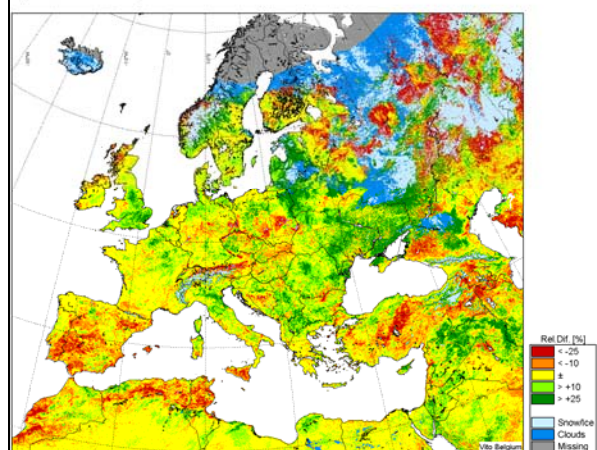 Rel.Dif. [%]
< -25
< -10
±
> +10
> +25
Snow/Ice
Clouds
Missing
Vito Belgium